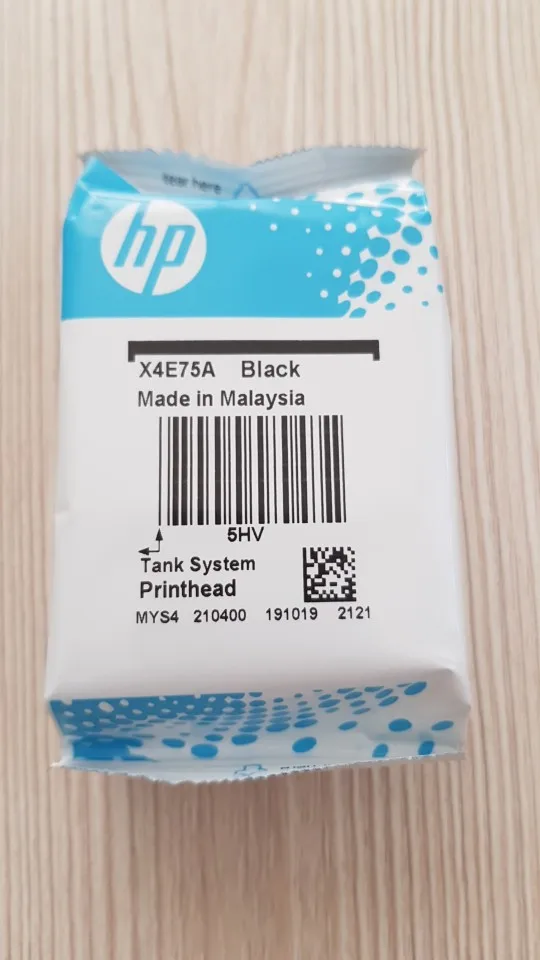 tear here
hp
X4E75A Black
Made in Malaysia
5HV
Tank System
Printhead
MYS4 210400 191019 2121